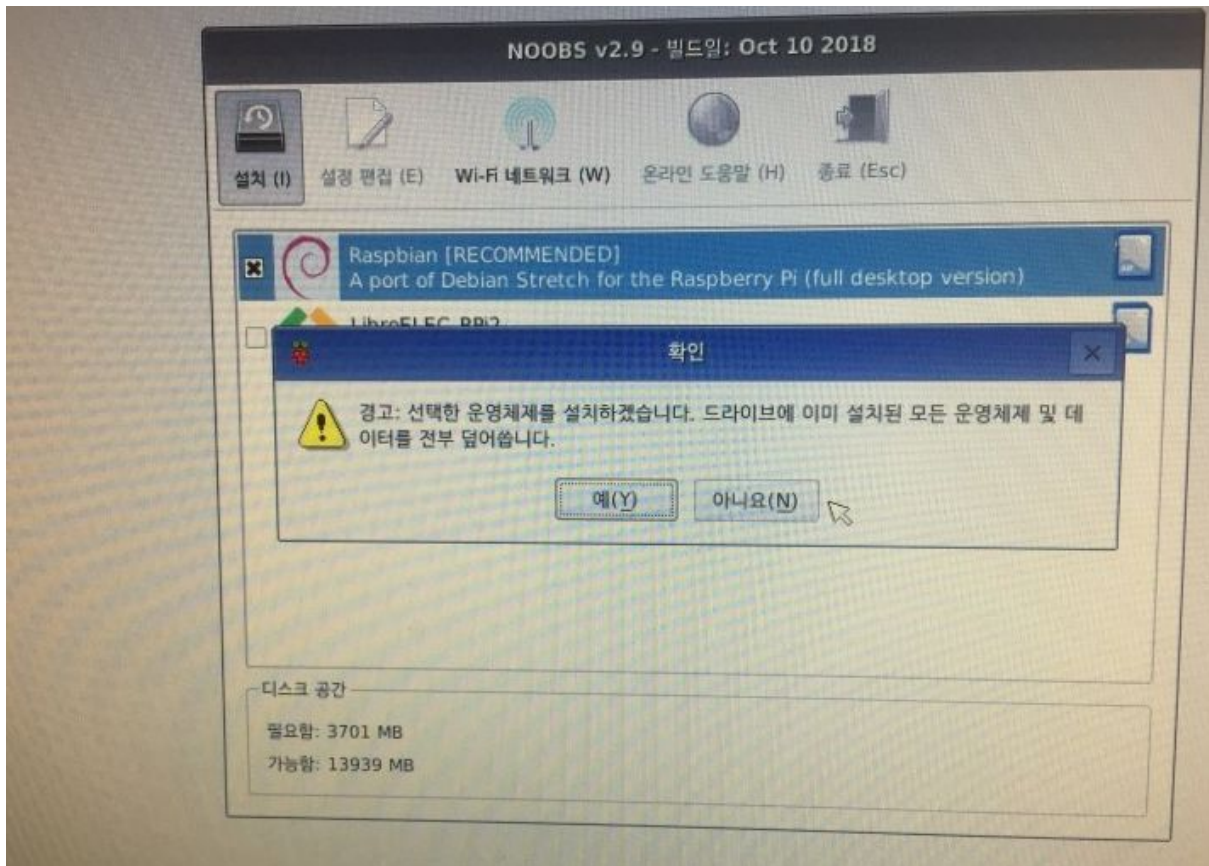 NOOBS v2.9 - 빌드일: Oct 10 2018
설치 (I)
설정 편집 (E)
Wi-Fi 네트워크 (W)
온라인 도움말 (H)
종료 (Esc)
Raspbian [RECOMMENDED]
A port of Debian Stretch for the Raspberry Pi (full desktop version)
LibreELEC_RPi2
확인
경고: 선택한 운영체제를 설치하겠습니다. 드라이브에 이미 설치된 모든 운영체제 및 데
이터를 전부 덮어씁니다.
예(Y)
아니요(N)
디스크 공간
필요함: 3701 MB
가능함: 13939 MB